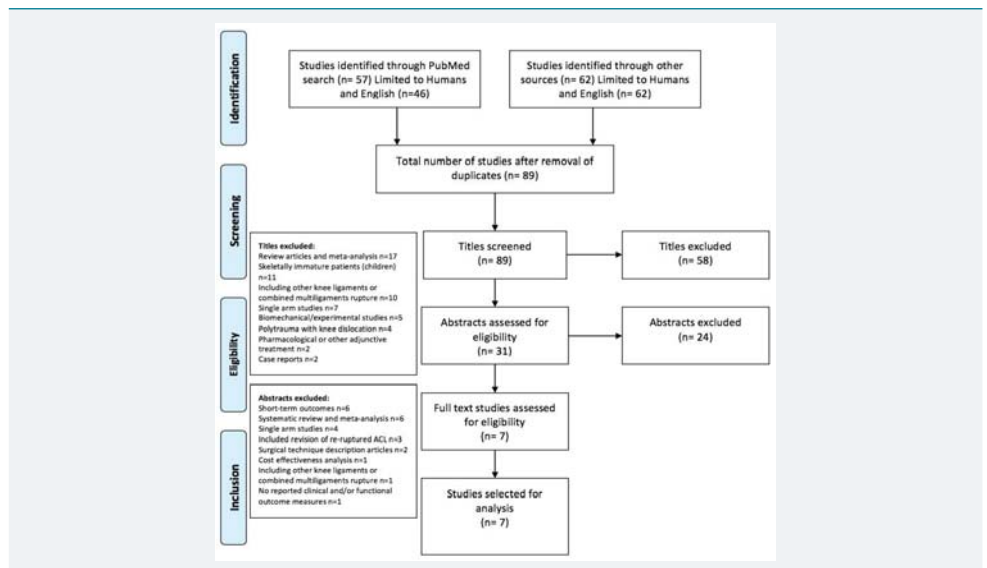 Identification
Studies identified through PubMed
search (n= 57) Limited to Humans
and English (n=46)
Studies identified through other
sources (n= 62) Limited to Humans
and English (n= 62)
Total number of studies after removal of
duplicates (n= 89)
Screening
Titles screened
(n= 89)
Titles excluded
(n= 58)
Titles excluded:
Review articles and meta-analysis n=17
Skeletally immature patients (children)
n=11
Including other knee ligaments or
combined multiligaments rupture n=10
Single arm studies n=7
Biomechanical/experimental studies n=5
Polytrauma with knee dislocation n=4
Pharmacological or other adjunctive
treatment n=2
Case reports n=2
Eligibility
Abstracts assessed for
eligibility
(n= 31)
Abstracts excluded
(n= 24)
Abstracts excluded:
Short-term outcomes n=6
Systematic review and meta-analysis n=6
Single arm studies n=4
Included revision of re-ruptured ACL n=3
Surgical technique description articles n=2
Cost effectiveness analysis n=1
Including other knee ligaments or
combined multiligaments rupture n=1
No reported clinical and/or functional
outcome measures n=1
Full text studies assessed
for eligibility
(n= 7)
Inclusion
Studies selected for
analysis
(n= 7)